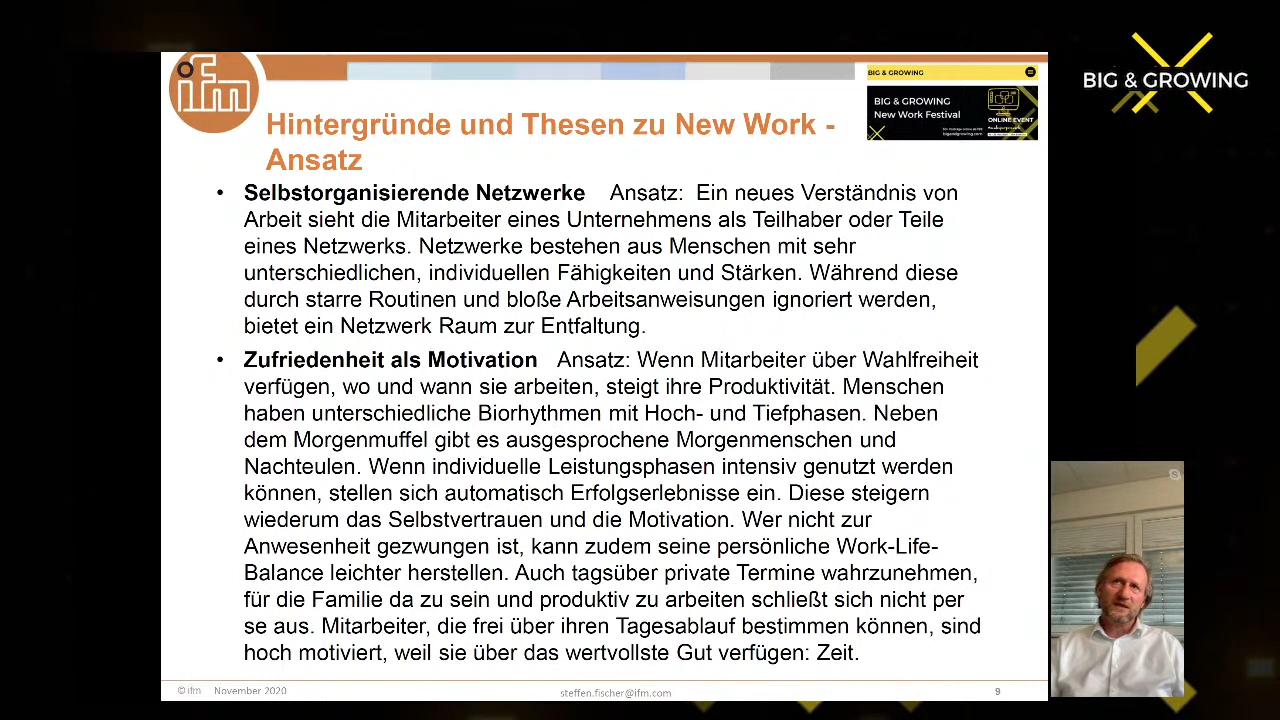 ifm
BIG & GROWING
BIG & GROWING
New Work Festival
ONLINE EVENT
BIG & GROWING
Hintergründe und Thesen zu New Work -
Ansatz
• Selbstorganisierende Netzwerke Ansatz: Ein neues Verständnis von
Arbeit sieht die Mitarbeiter eines Unternehmens als Teilhaber oder Teile
eines Netzwerks. Netzwerke bestehen aus Menschen mit sehr
unterschiedlichen, individuellen Fähigkeiten und Stärken. Während diese
durch starre Routinen und bloße Arbeitsanweisungen ignoriert werden,
bietet ein Netzwerk Raum zur Entfaltung.
• Zufriedenheit als Motivation Ansatz: Wenn Mitarbeiter über Wahlfreiheit
verfügen, wo und wann sie arbeiten, steigt ihre Produktivität. Menschen
haben unterschiedliche Biorhythmen mit Hoch- und Tiefphasen. Neben
dem Morgenmuffel gibt es ausgesprochene Morgenmenschen und
Nachteulen. Wenn individuelle Leistungsphasen intensiv genutzt werden
können, stellen sich automatisch Erfolgserlebnisse ein. Diese steigern
wiederum das Selbstvertrauen und die Motivation. Wer nicht zur
Anwesenheit gezwungen ist, kann zudem seine persönliche Work-Life-
Balance leichter herstellen. Auch tagsüber private Termine wahrzunehmen,
für die Familie da zu sein und produktiv zu arbeiten schließt sich nicht per
se aus. Mitarbeiter, die frei über ihren Tagesablauf bestimmen können, sind
hoch motiviert, weil sie über das wertvollste Gut verfügen: Zeit.
© ifm November 2020
steffen.fischer@ifm.com
9